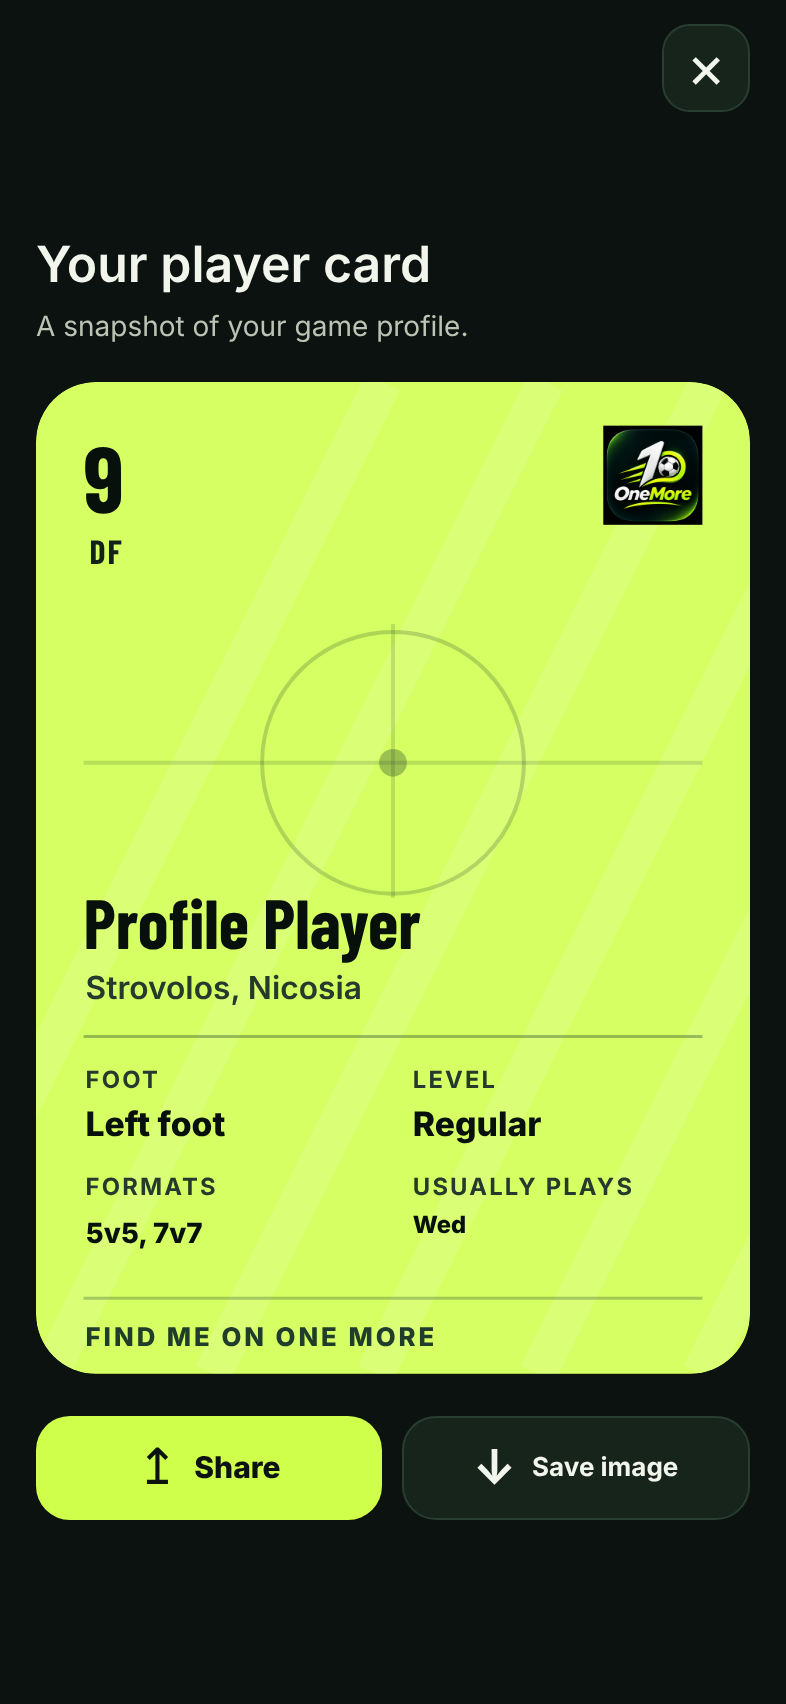 Your player card
A snapshot of your game profile.
9
DF
10
OneMore
Profile Player
Strovolos, Nicosia
FOOT
Left foot
LEVEL
Regular
FORMATS
5v5, 7v7
USUALLY PLAYS
Wed
FIND ME ON ONE MORE
Share
Save image